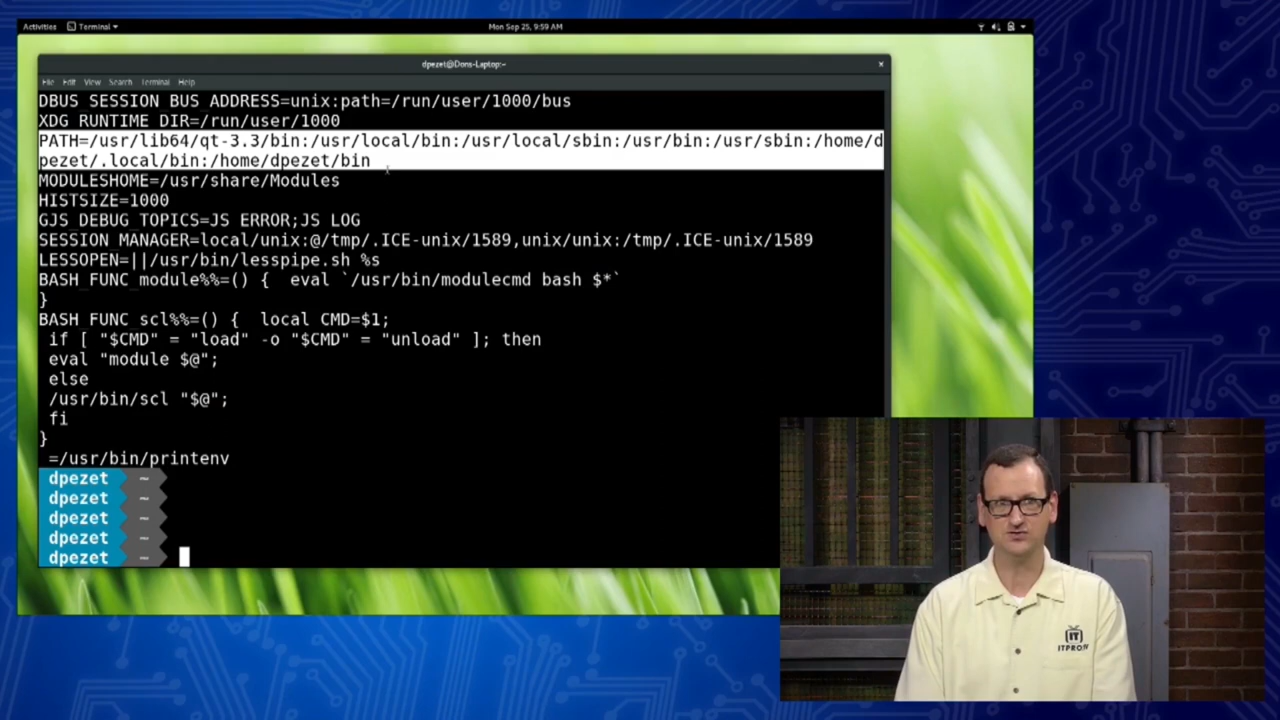 Activities Terminal Mon Sep 25, 9:59 AM
dpezet@Dons-Laptop:~
File Edit View Search Terminal Help
DBUS_SESSION_BUS_ADDRESS=unix:path=/run/user/1000/bus
XDG_RUNTIME_DIR=/run/user/1000
PATH=/usr/lib64/qt-3.3/bin:/usr/local/bin:/usr/local/sbin:/usr/bin:/usr/sbin:/home/d
pezet/.local/bin:/home/dpezet/bin
MODULESHOME=/usr/share/Modules
HISTSIZE=1000
GJS_DEBUG_TOPICS=JS ERROR;JS LOG
SESSION_MANAGER=local/unix:@/tmp/.ICE-unix/1589,unix/unix:/tmp/.ICE-unix/1589
LESSOPEN=||/usr/bin/lesspipe.sh %s
BASH_FUNC_module%%=() {  eval `/usr/bin/modulecmd bash $*`
}
BASH_FUNC_scl%%=() {  local CMD=$1;
 if [ "$CMD" = "load" -o "$CMD" = "unload" ]; then
 eval "module $@";
 else
 /usr/bin/scl "$@";
 fi
}
_=/usr/bin/printenv
dpezet ~
dpezet ~
dpezet ~
dpezet ~
dpezet ~
IT
ITPRO.TV